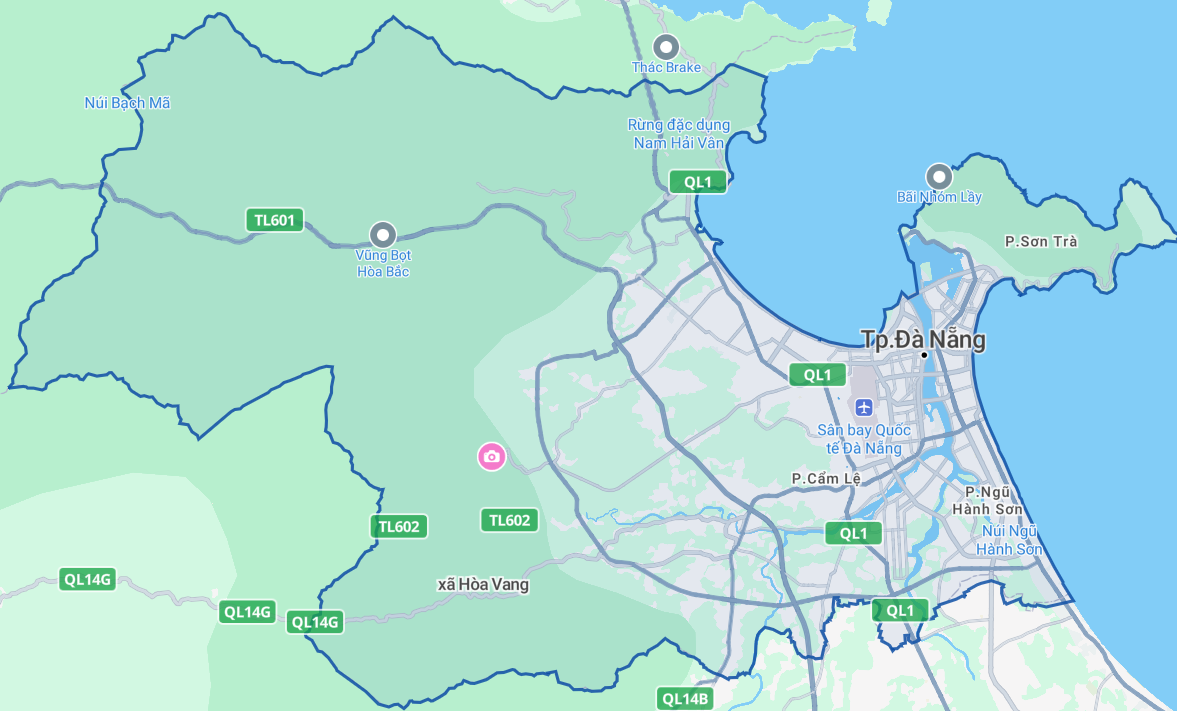 Thác Brake
Núi Bạch Mã
Rừng đặc dụng
Nam Hải Vân
QL1
Bãi Nhóm Lầy
TL601
P.Sơn Trà
Vũng Bọt
Hòa Bắc
Tp.Đà Nẵng
QL1
Sân bay Quốc
tế Đà Nẵng
P.Cẩm Lệ
P.Ngũ
Hành Sơn
TL602
TL602
QL1
Núi Ngũ
Hành Sơn
QL14G
xã Hòa Vang
QL14G
QL14G
QL1
QL14B